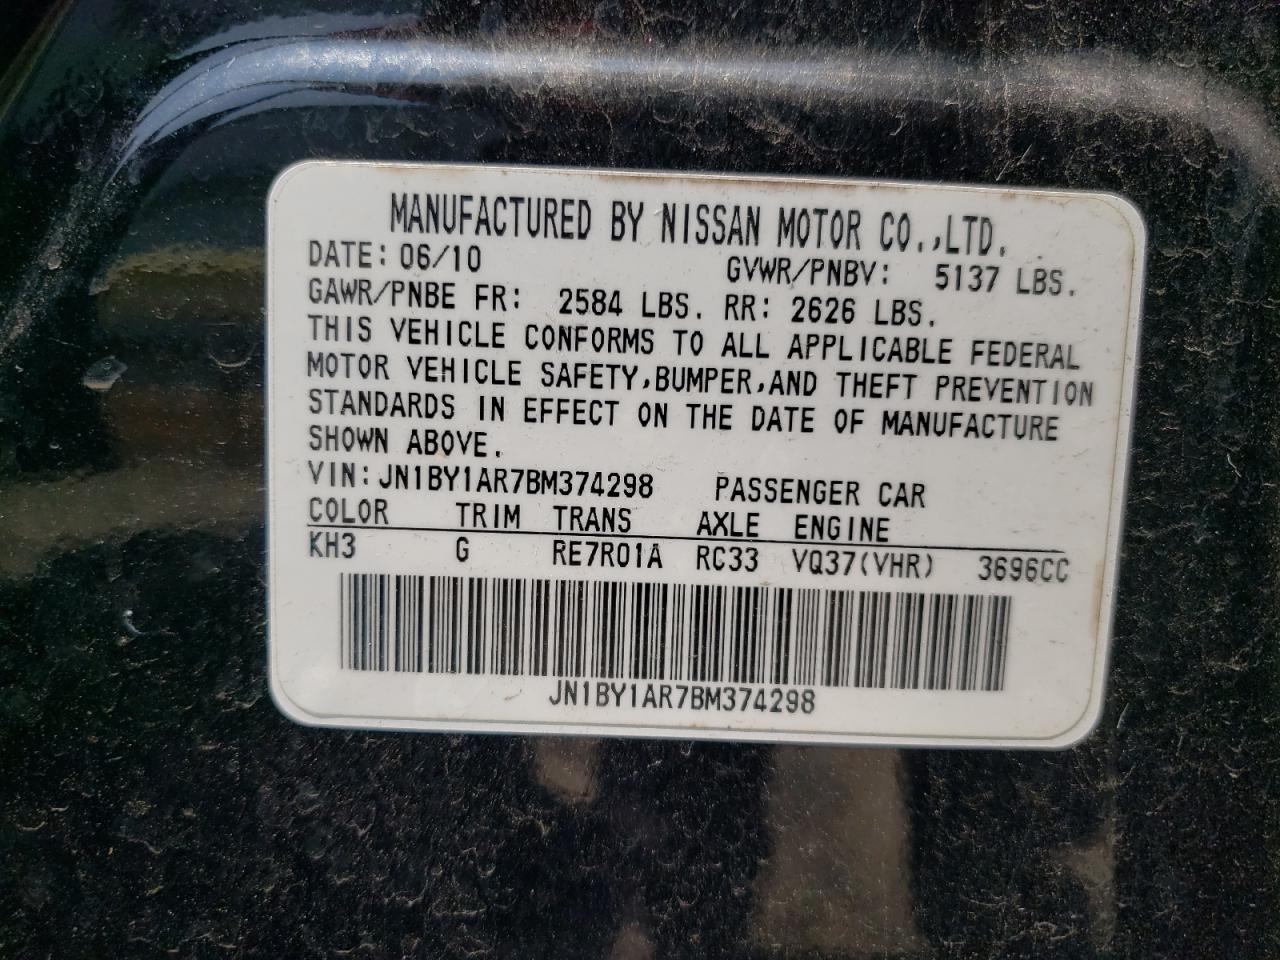 MANUFACTURED BY NISSAN MOTOR CO.,LTD.
DATE: 06/10 GVWR/PNBV: 5137 LBS.
GAWR/PNBE FR: 2584 LBS. RR: 2626 LBS.
THIS VEHICLE CONFORMS TO ALL APPLICABLE FEDERAL
MOTOR VEHICLE SAFETY,BUMPER,AND THEFT PREVENTION
STANDARDS IN EFFECT ON THE DATE OF MANUFACTURE
SHOWN ABOVE.
VIN:JN1BY1AR7BM374298 PASSENGER CAR
COLOR TRIM TRANS AXLE ENGINE
KH3 G RE7R01A RC33 VQ37(VHR) 3696CC
JN1BY1AR7BM374298